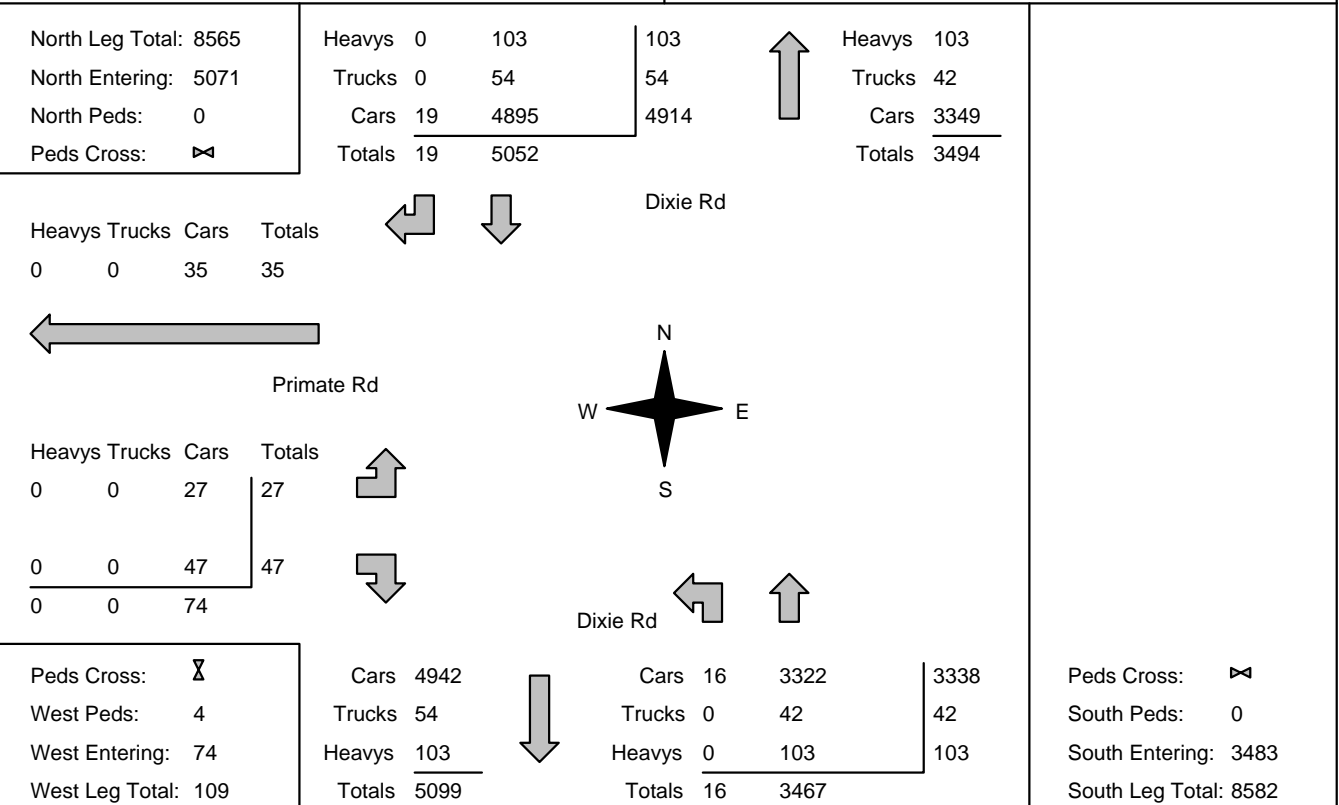 North Leg Total: 8565
North Entering: 5071
North Peds: 0
Peds Cross:
Heavys 0 103 103
Trucks 0 54 54
Cars 19 4895 4914
Totals 19 5052
Heavys 103
Trucks 42
Cars 3349
Totals 3494
Dixie Rd
Heavys Trucks Cars Totals
0 0 35 35
Primate Rd
N
W E
S
Heavys Trucks Cars Totals
0 0 27 27
0 0 47 47
0 0 74
Dixie Rd
Peds Cross:
West Peds: 4
West Entering: 74
West Leg Total: 109
Cars 4942
Trucks 54
Heavys 103
Totals 5099
Cars 16 3322 3338
Trucks 0 42 42
Heavys 0 103 103
Totals 16 3467
Peds Cross:
South Peds: 0
South Entering: 3483
South Leg Total: 8582